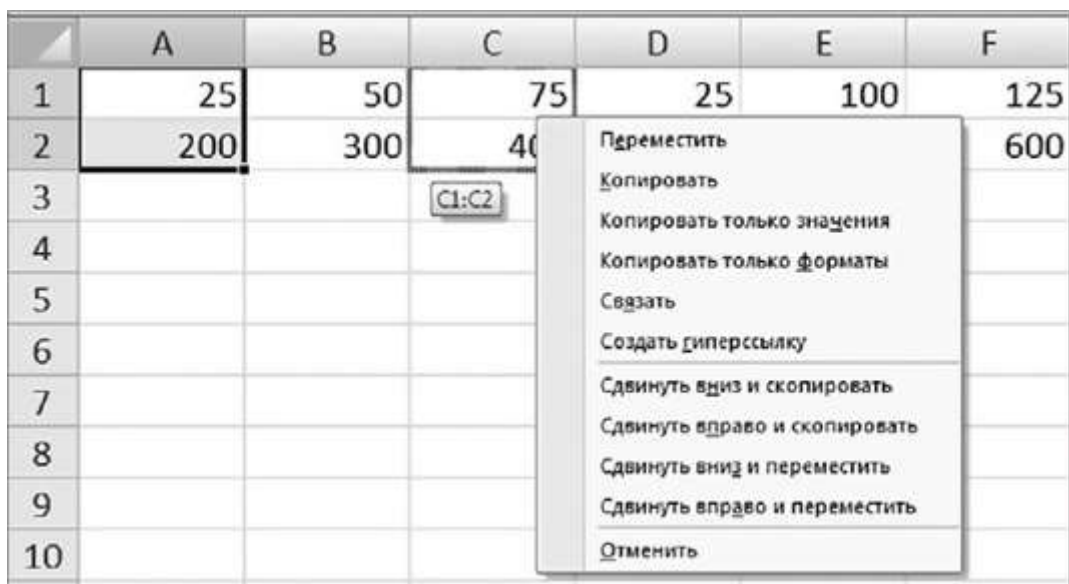 A B C D E F
1 25 50 75 25 100 125
2 200 300 600
3
4
5
6
7
8
9
10
C1:C2
Переместить
Копировать
Копировать только значения
Копировать только форматы
Связать
Создать гиперссылку
Сдвинуть вниз и скопировать
Сдвинуть вправо и скопировать
Сдвинуть вниз и переместить
Сдвинуть вправо и переместить
Отменить